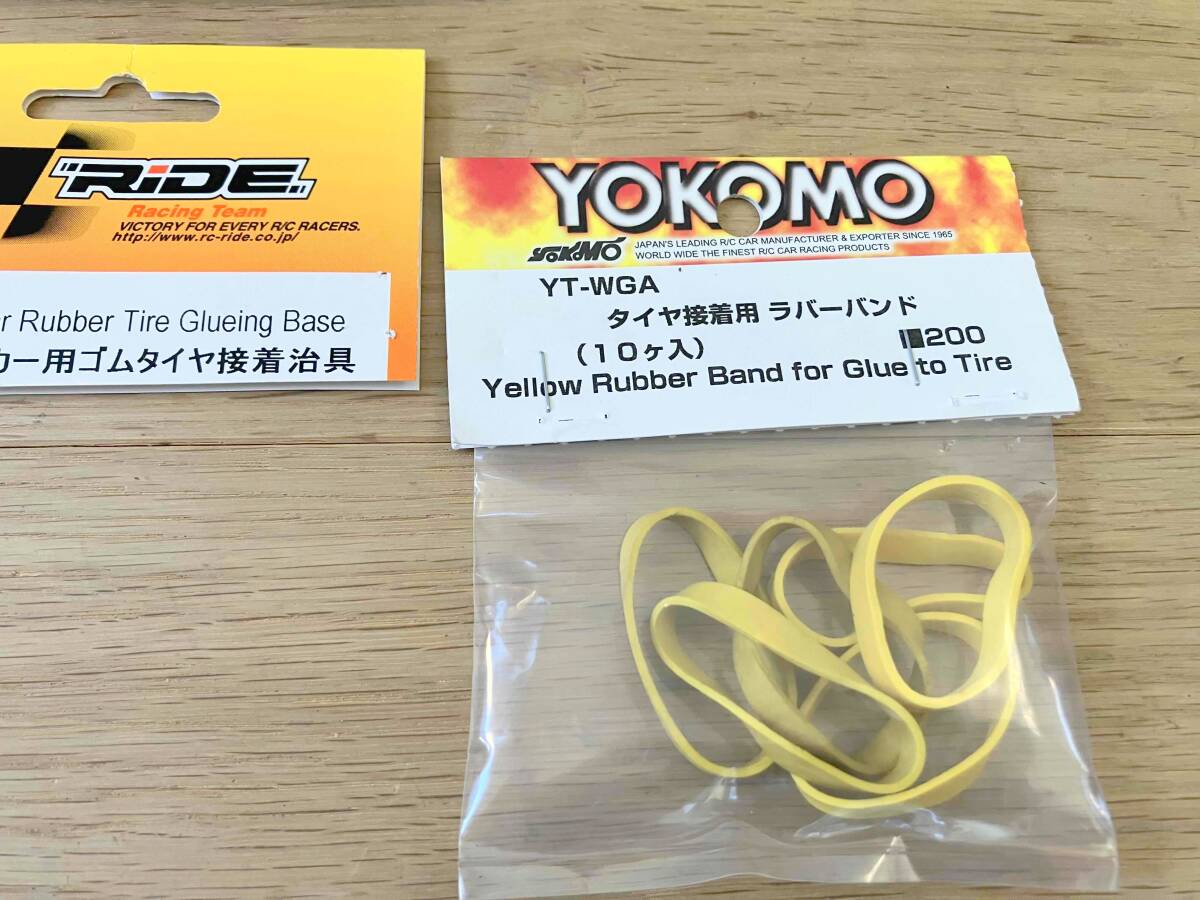 "RiDE"
Racing Team
VICTORY FOR EVERY R/C RACERS.
http://www.rc-ride.co.jp/
Rubber Tire Glueing Base
カー用ゴムタイヤ接着治具
YOKOMO
YOKOMO
JAPAN'S LEADING R/C CAR MANUFACTURER & EXPORTER SINCE 1965
WORLD WIDE THE FINEST R/C CAR RACING PRODUCTS
YT-WGA
タイヤ接着用 ラバーバンド
（１０ヶ入）
200
Yellow Rubber Band for Glue to Tire